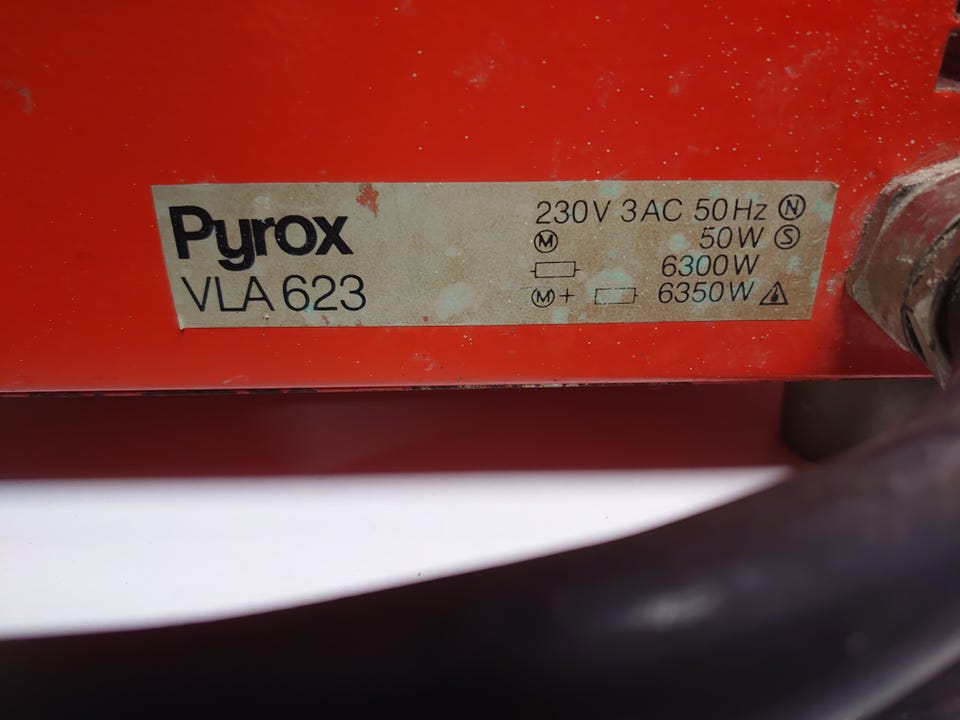 Pyrox
VLA 623
230V 3AC 50Hz Ⓝ
Ⓜ 50W Ⓢ
6300W
Ⓜ+ 6350W